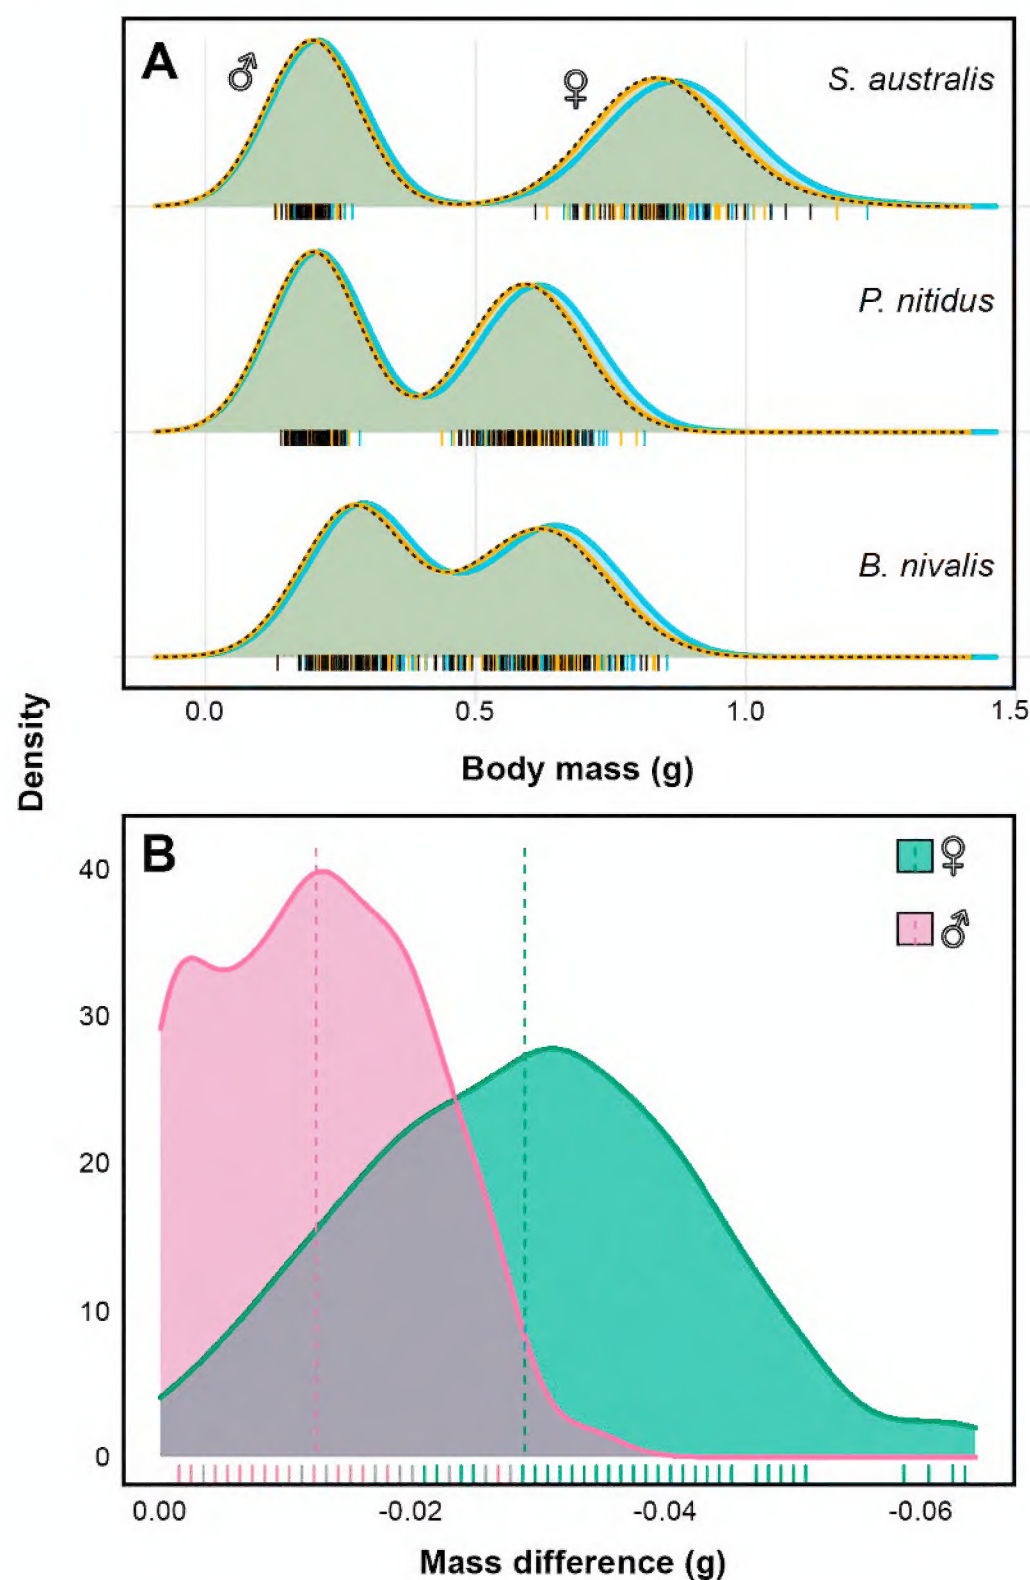 A
♂
♀
S. australis
P. nitidus
B. nivalis
0.0 0.5 1.0 1.5
Body mass (g)
Density
B
♀
♂
40
30
20
10
0
0.00 -0.02 -0.04 -0.06
Mass difference (g)